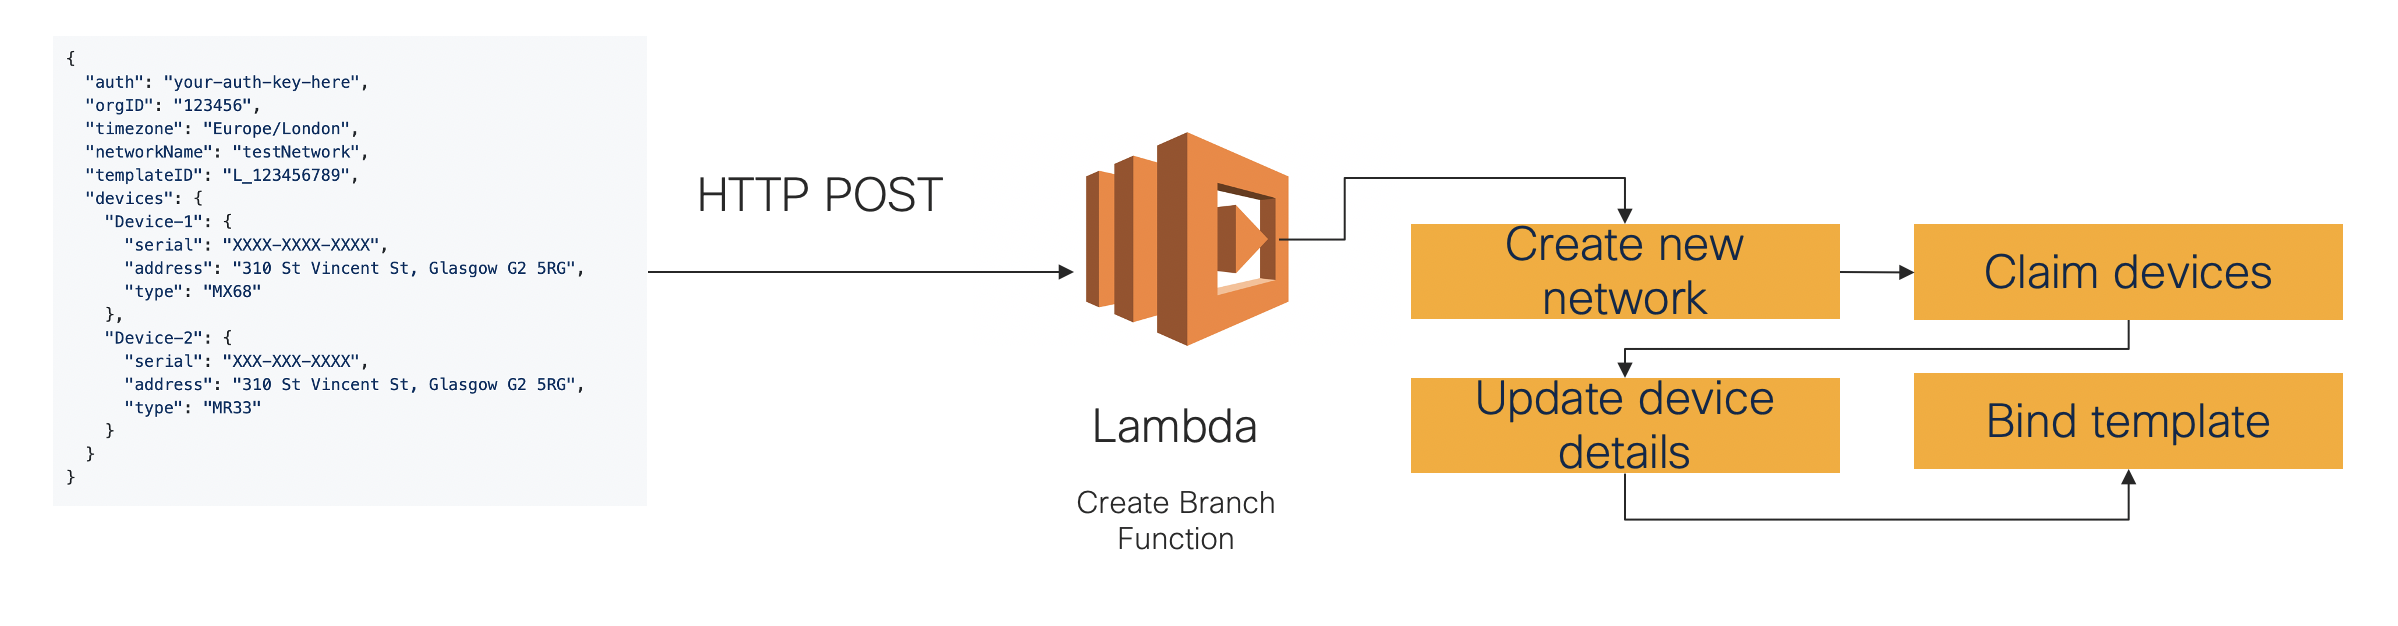 {
  "auth": "your-auth-key-here",
  "orgID": "123456",
  "timezone": "Europe/London",
  "networkName": "testNetwork",
  "templateID": "L_123456789",
  "devices": {
    "Device-1": {
      "serial": "XXXX-XXXX-XXXX",
      "address": "310 St Vincent St, Glasgow G2 5RG",
      "type": "MX68"
    },
    "Device-2": {
      "serial": "XXX-XXX-XXXX",
      "address": "310 St Vincent St, Glasgow G2 5RG",
      "type": "MR33"
    }
  }
}
HTTP POST
Lambda
Create Branch
Function
Create new
network
Claim devices
Update device
details
Bind template